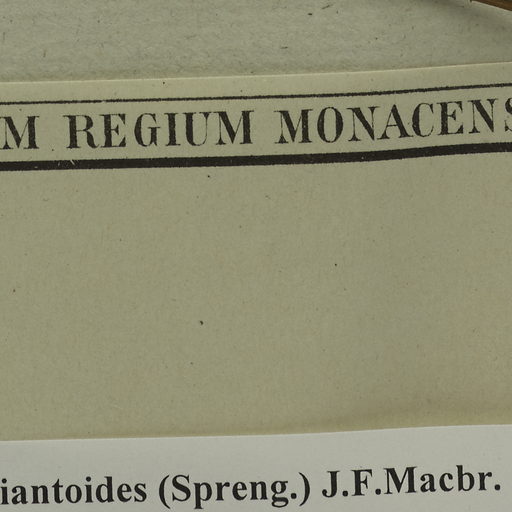 M REGIUM MONACENS
iantoides (Spreng.) J.F.Macbr.